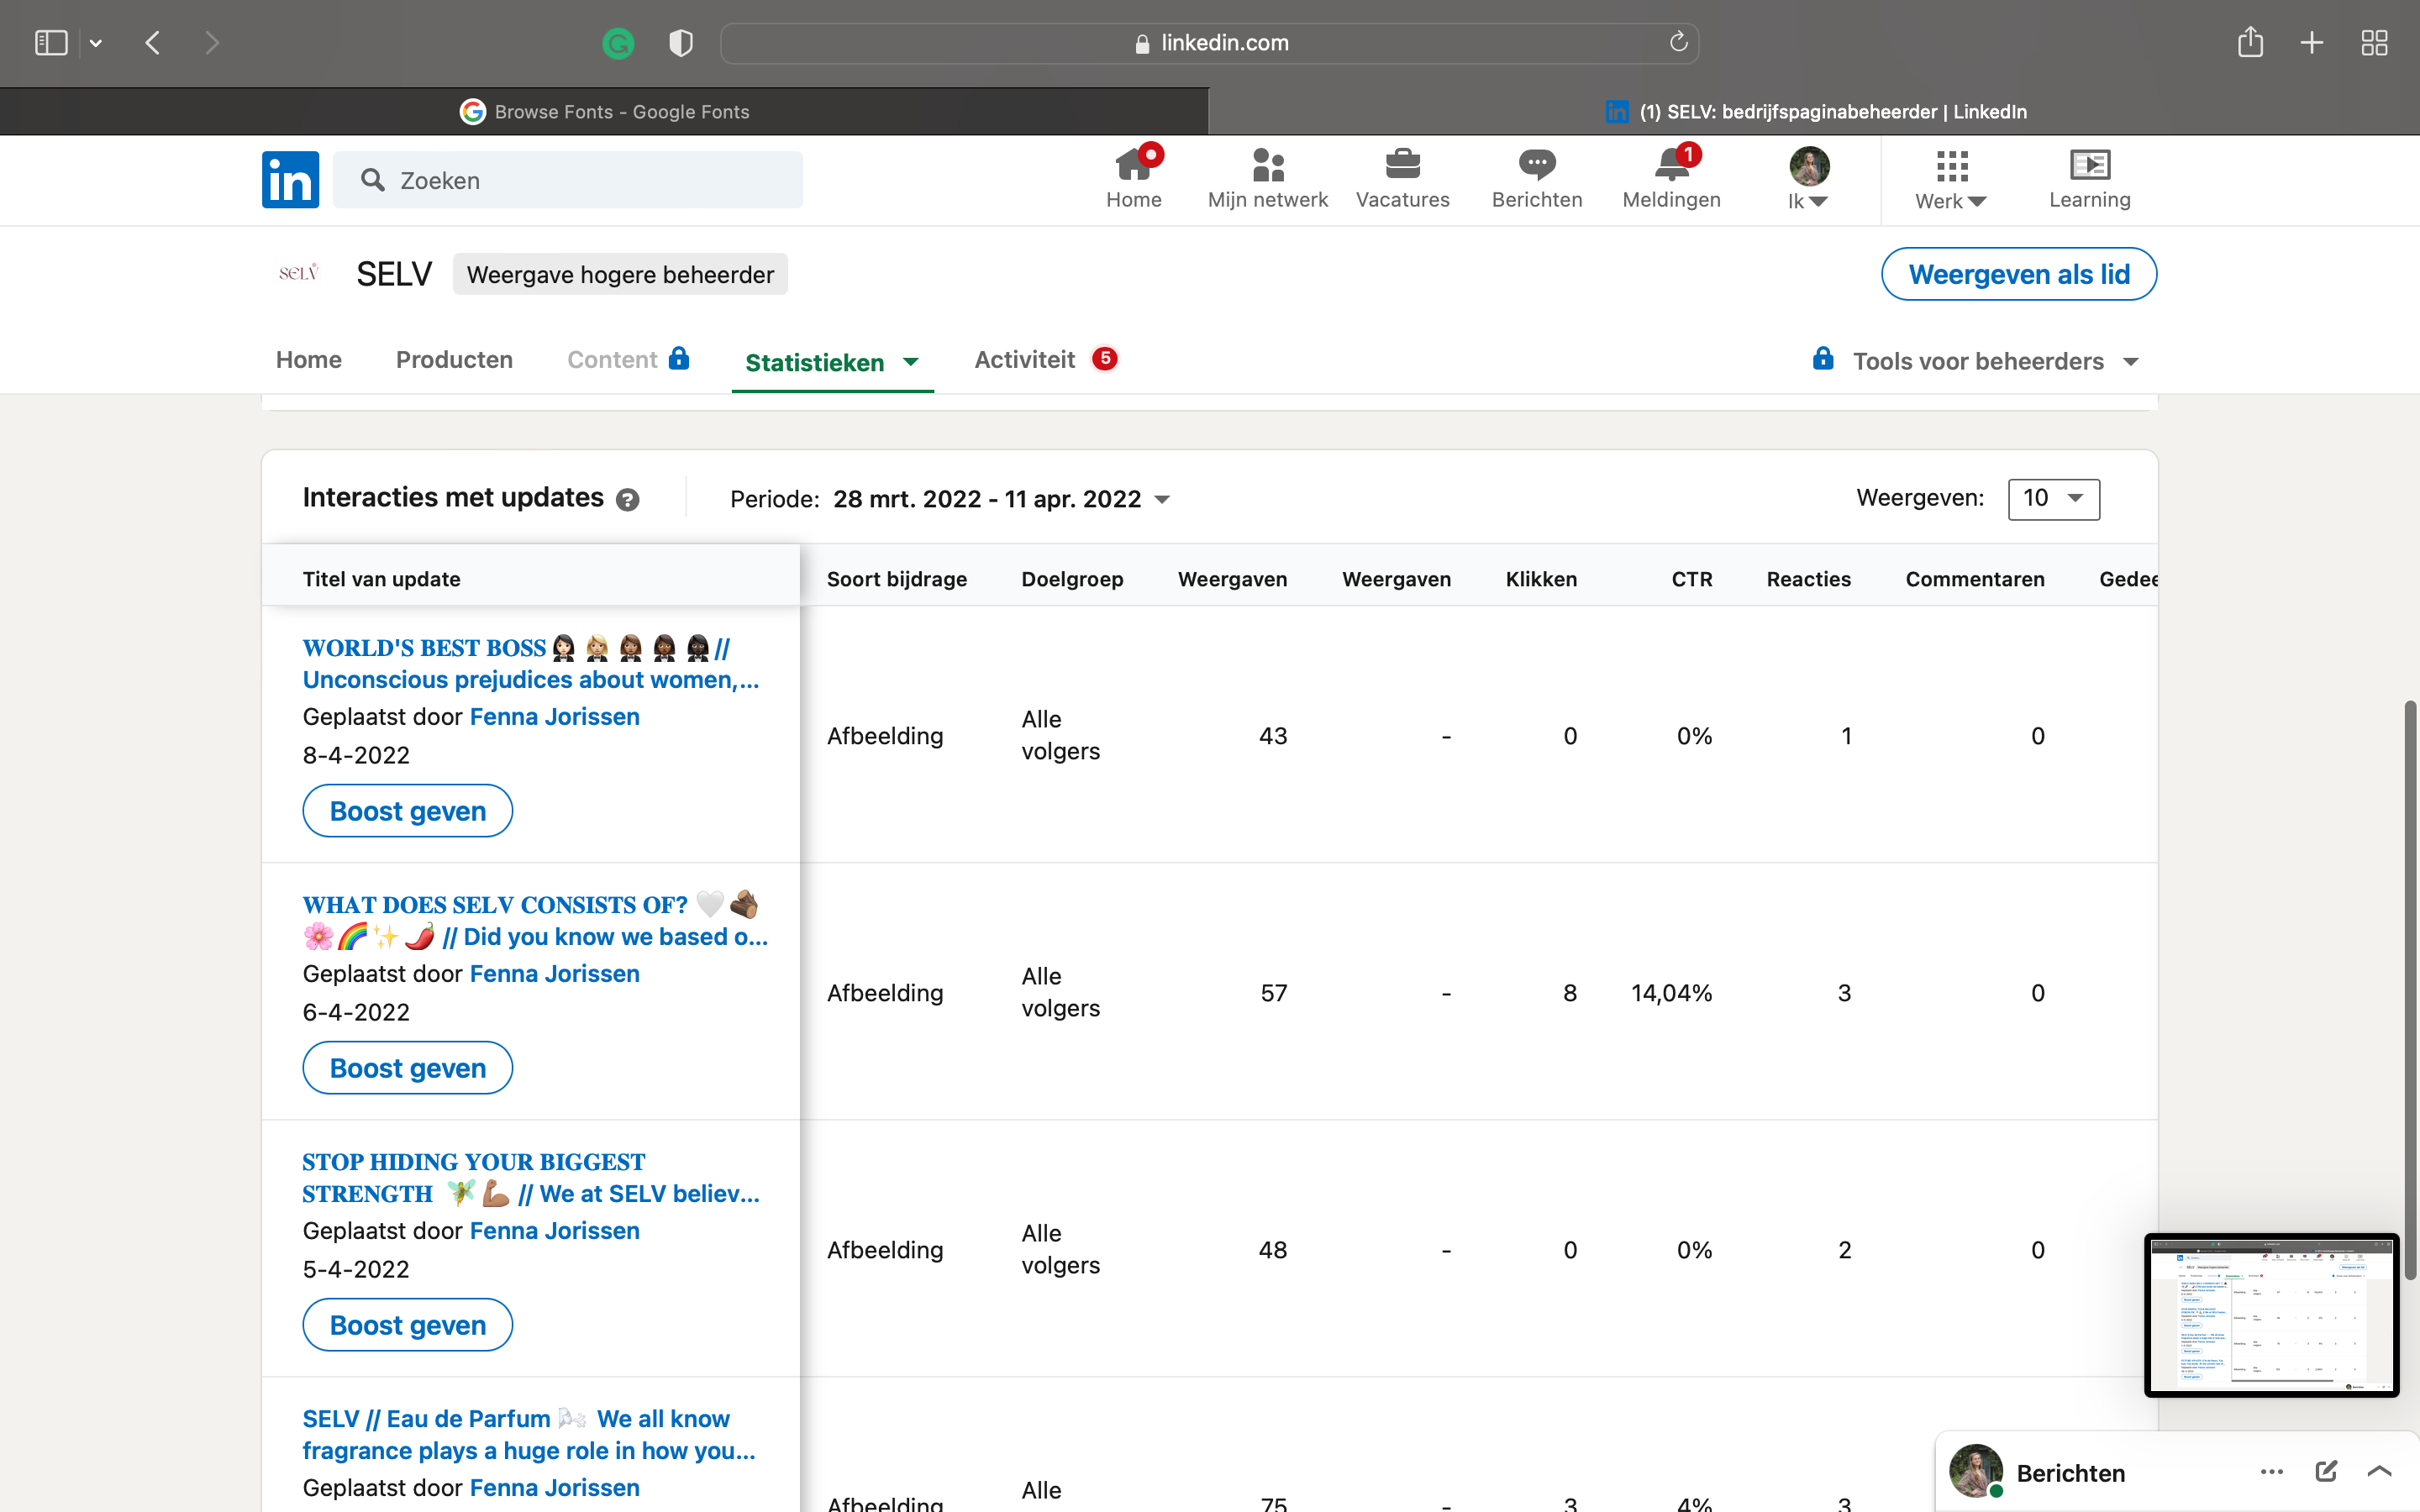 linkedin.com
Browse Fonts - Google Fonts
(1) SELV: bedrijfspaginabeheerder | LinkedIn
in
Zoeken
Home
Mijn netwerk
Vacatures
Berichten
1
Meldingen
Ik
Werk
Learning
SELV
SELV
Weergave hogere beheerder
Weergeven als lid
Home
Producten
Content
Statistieken
Activiteit
5
Tools voor beheerders
Interacties met updates
Periode: 28 mrt. 2022 - 11 apr. 2022
Weergeven: 10
Titel van update Soort bijdrage Doelgroep Weergaven Weergaven Klikken CTR Reacties Commentaren Gedee
WORLD'S BEST BOSS 🤵🏻‍♀️ 🤵🏼‍♀️ 🤵🏽‍♀️ 🤵🏾‍♀️ 🤵🏿‍♀️ //
Unconscious prejudices about women,...
Geplaatst door Fenna Jorissen
8-4-2022
Boost geven
Afbeelding
Alle
volgers
43 - 0 0% 1 0
WHAT DOES SELV CONSISTS OF? 🤍 🪵
🌸 🌈 ✨ 🌶️ // Did you know we based o...
Geplaatst door Fenna Jorissen
6-4-2022
Boost geven
Afbeelding
Alle
volgers
57 - 8 14,04% 3 0
STOP HIDING YOUR BIGGEST
STRENGTH 🧚🏽 💪🏽 // We at SELV believ...
Geplaatst door Fenna Jorissen
5-4-2022
Boost geven
Afbeelding
Alle
volgers
48 - 0 0% 2 0
SELV // Eau de Parfum 🌬️ We all know
fragrance plays a huge role in how you...
Geplaatst door Fenna Jorissen
Afbeelding
Alle
75 - 3 4% 3
Berichten